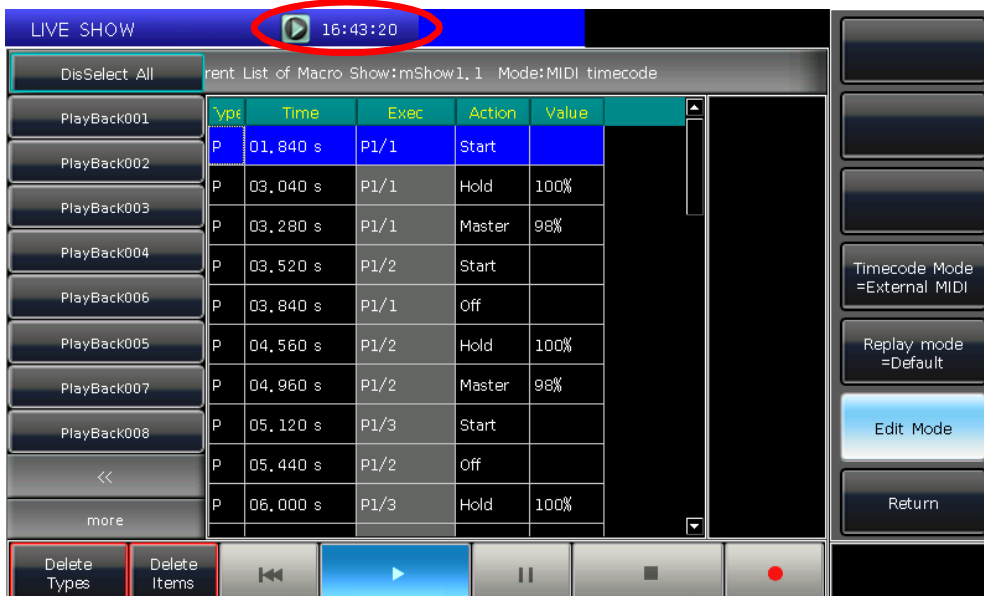 LIVE SHOW
16:43:20
DisSelect All
rent List of Macro Show:mShow1.1 Mode:MIDI timecode
PlayBack001
PlayBack002
PlayBack003
PlayBack004
PlayBack006
PlayBack005
PlayBack007
PlayBack008
<<
more
Type Time Exec Action Value
P 01.840 s P1/1 Start
P 03.040 s P1/1 Hold 100%
P 03.280 s P1/1 Master 98%
P 03.520 s P1/2 Start
P 03.840 s P1/1 Off
P 04.560 s P1/2 Hold 100%
P 04.960 s P1/2 Master 98%
P 05.120 s P1/3 Start
P 05.440 s P1/2 Off
P 06.000 s P1/3 Hold 100%
Timecode Mode
=External MIDI
Replay mode
=Default
Edit Mode
Return
Delete
Types
Delete
Items